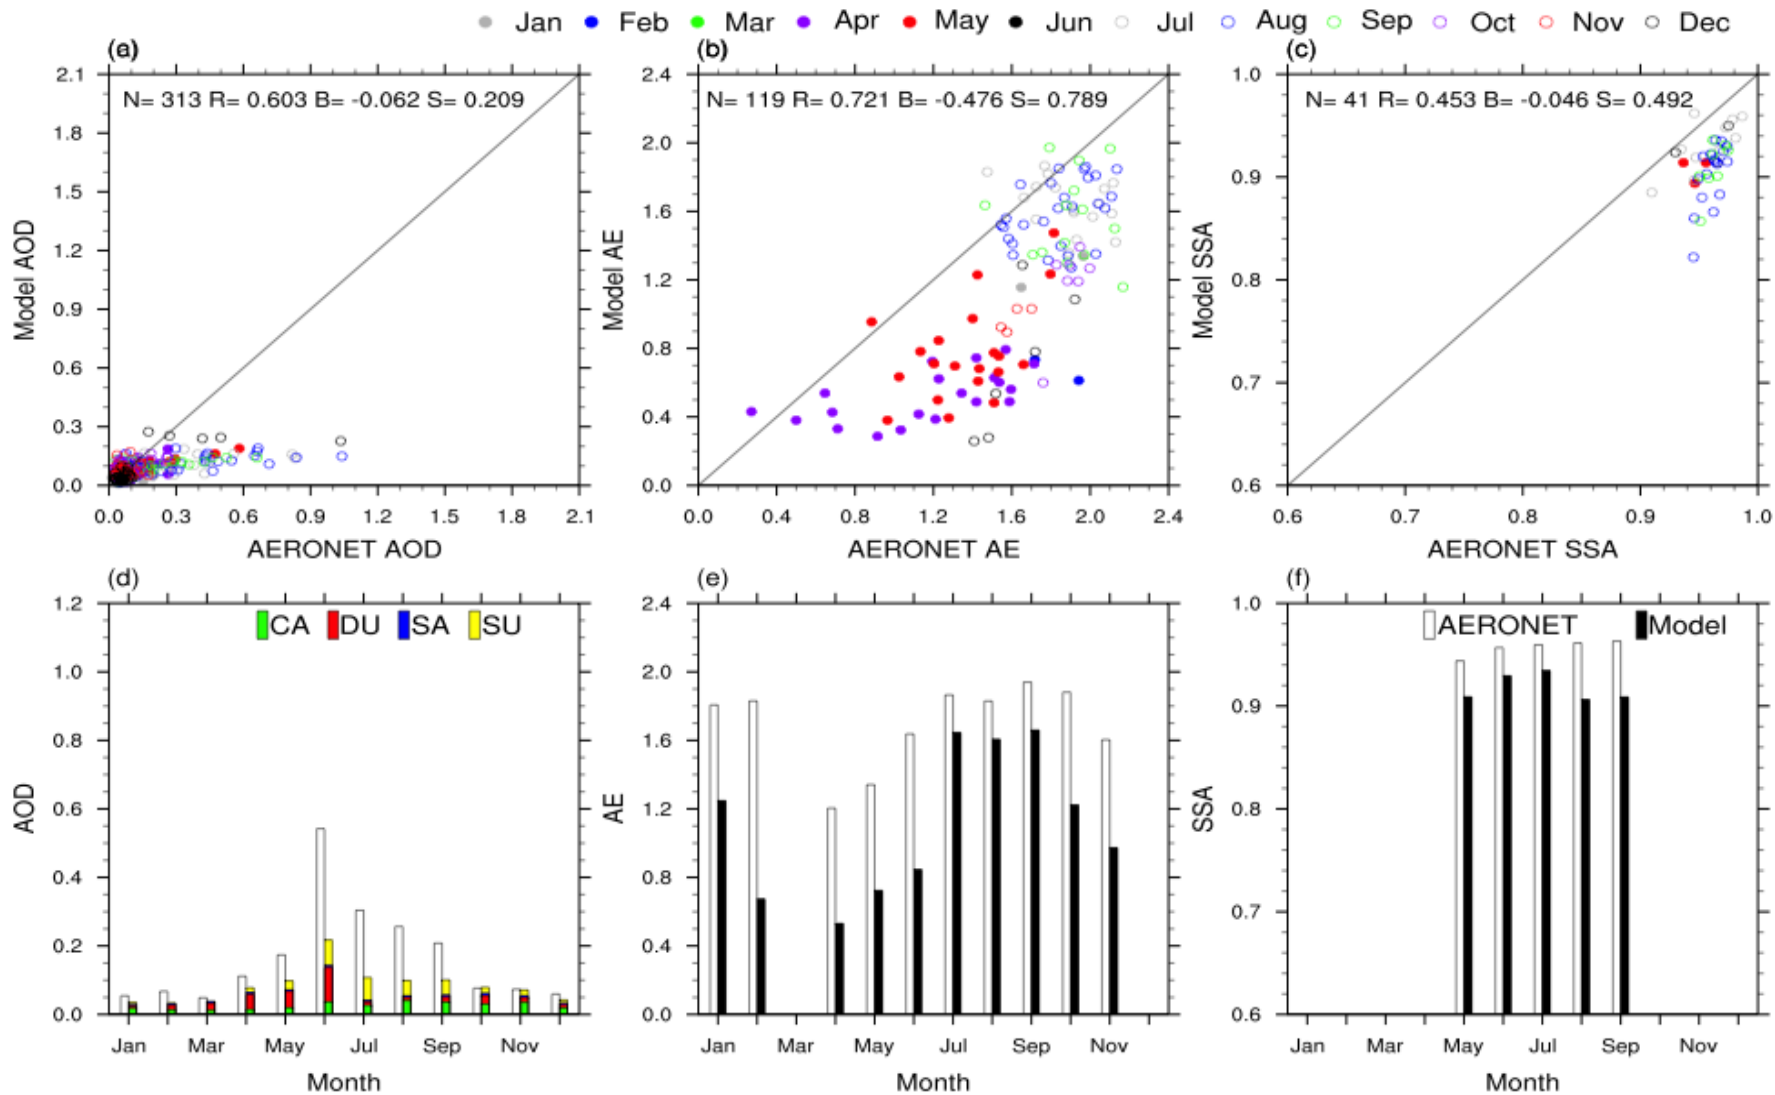 Jan Feb Mar Apr May Jun Jul Aug Sep Oct Nov Dec
(a) (b) (c)
N= 313 R= 0.603 B= -0.062 S= 0.209
2.1
1.8
1.5
1.2
0.9
0.6
0.3
0.0
Model AOD
0.0 0.3 0.6 0.9 1.2 1.5 1.8 2.1
AERONET AOD
N= 119 R= 0.721 B= -0.476 S= 0.789
2.4
2.0
1.6
1.2
0.8
0.4
0.0
Model AE
0.0 0.4 0.8 1.2 1.6 2.0 2.4
AERONET AE
N= 41 R= 0.453 B= -0.046 S= 0.492
1.0
0.9
0.8
0.7
0.6
Model SSA
0.6 0.7 0.8 0.9 1.0
AERONET SSA
(d) (e) (f)
CA DU SA SU
1.2
1.0
0.8
0.6
0.4
0.2
0.0
AOD
Jan Mar May Jul Sep Nov
Month
2.4
2.0
1.6
1.2
0.8
0.4
0.0
AE
Jan Mar May Jul Sep Nov
Month
AERONET Model
1.0
0.9
0.8
0.7
0.6
SSA
Jan Mar May Jul Sep Nov
Month